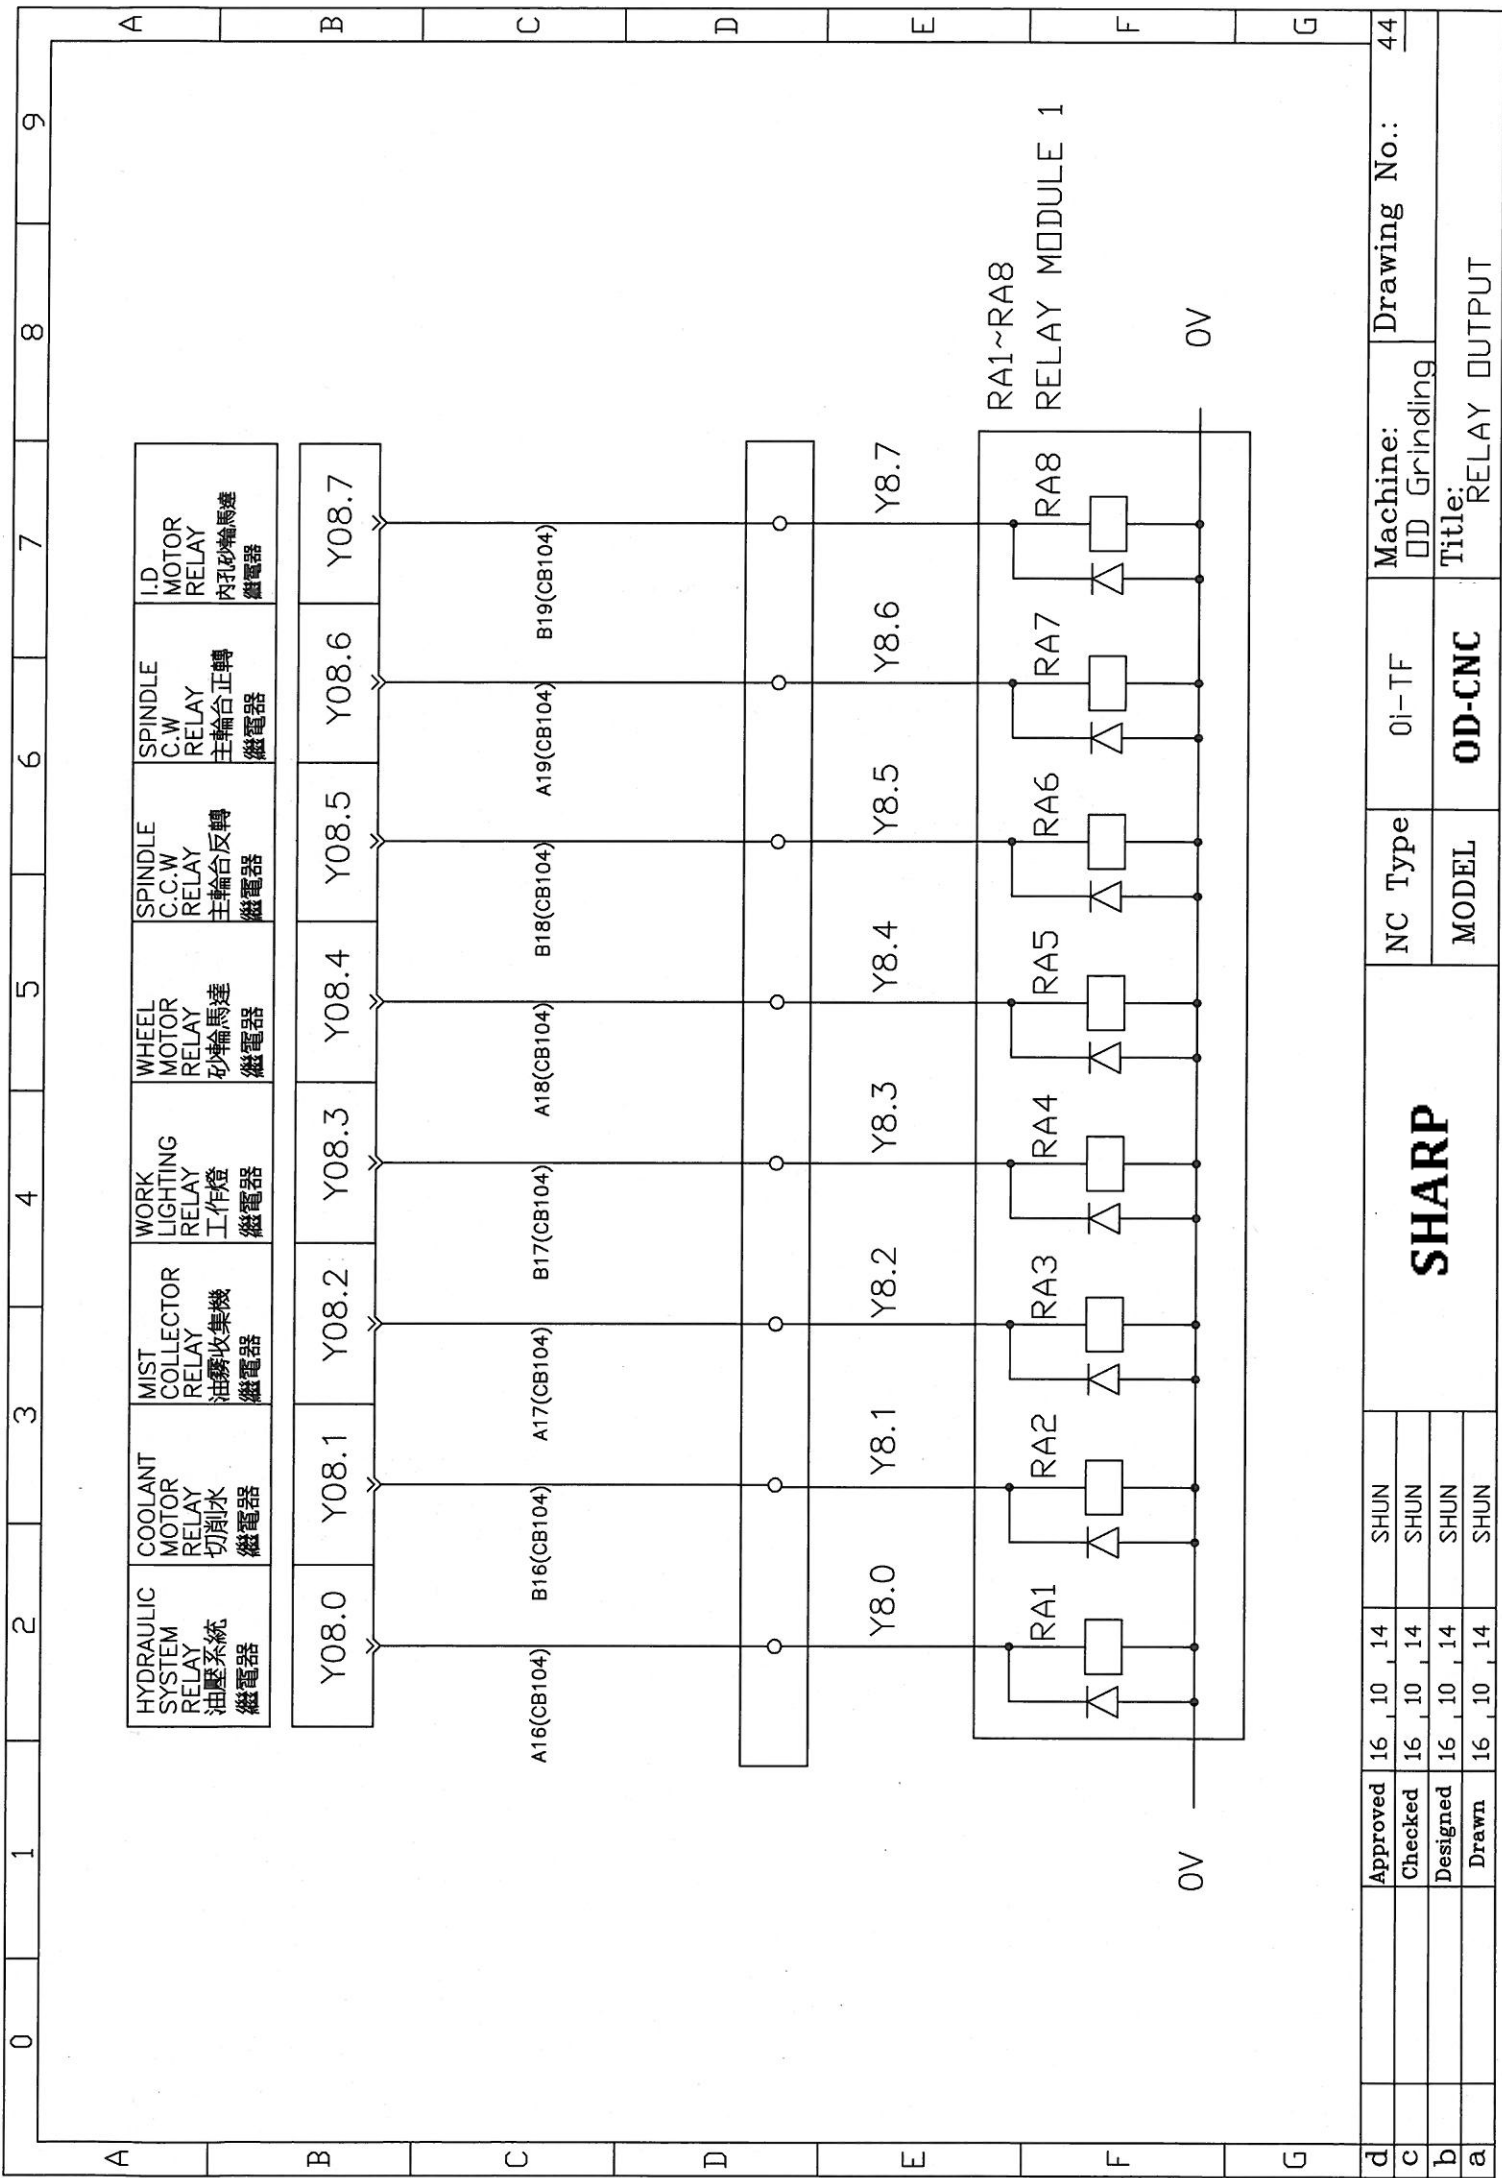 0 1 2 3 4 5 6 7 8 9
A
B
C
D
E
F
G
A
B
C
D
E
F
G
HYDRAULIC
SYSTEM
RELAY
油壓系統
繼電器
COOLANT
MOTOR
RELAY
切削水
繼電器
MIST
COLLECTOR
RELAY
油霧收集機
繼電器
WORK
LIGHTING
RELAY
工作燈
繼電器
WHEEL
MOTOR
RELAY
砂輪馬達
繼電器
SPINDLE
C.C.W
RELAY
主輪台反轉
繼電器
SPINDLE
C.W
RELAY
主輪台正轉
繼電器
I.D
MOTOR
RELAY
內孔砂輪馬達
繼電器
Y08.0 Y08.1 Y08.2 Y08.3 Y08.4 Y08.5 Y08.6 Y08.7
A16(CB104) B16(CB104) A17(CB104) B17(CB104) A18(CB104) B18(CB104) A19(CB104) B19(CB104)
Y8.0 Y8.1 Y8.2 Y8.3 Y8.4 Y8.5 Y8.6 Y8.7
RA1~RA8
RELAY MODULE 1
RA1 RA2 RA3 RA4 RA5 RA6 RA7 RA8
0V 0V
d Approved 16 , 10 , 14 SHUN
c Checked 16 , 10 , 14 SHUN
b Designed 16 , 10 , 14 SHUN
a Drawn 16 , 10 , 14 SHUN
SHARP
NC Type 0i-TF
MODEL OD-CNC
Machine:
OD Grinding
Drawing No.: 44
Title:
RELAY OUTPUT